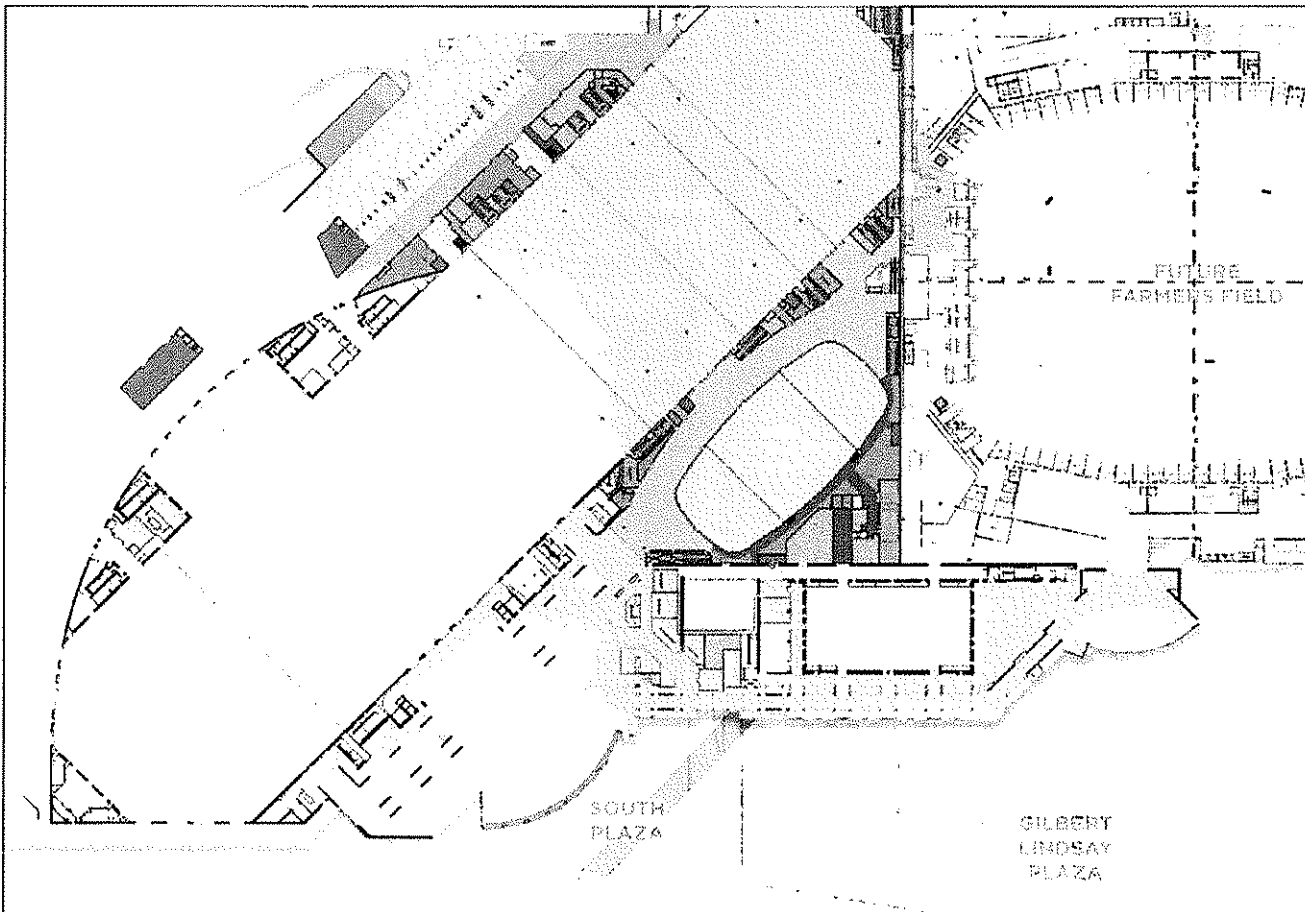 FUTURE
FARMERS FIELD
SOUTH
PLAZA
GILBERT
LINDSAY
PLAZA